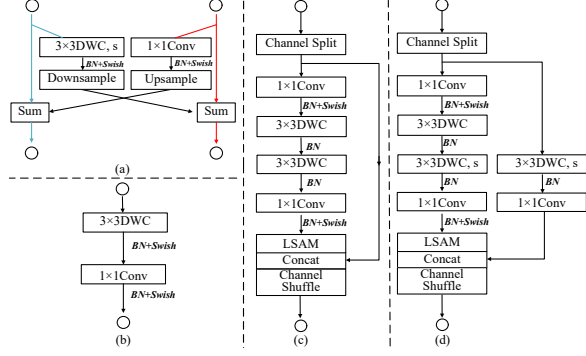 3×3DWC, s
1×1Conv
BN+Swish
BN+Swish
Downsample
Upsample
Sum
Sum
(a)
3×3DWC
BN+Swish
1×1Conv
BN+Swish
(b)
Channel Split
1×1Conv
BN+Swish
3×3DWC
BN
3×3DWC
BN
1×1Conv
BN+Swish
LSAM
Concat
Channel
Shuffle
(c)
Channel Split
1×1Conv
BN+Swish
3×3DWC
BN
3×3DWC, s
3×3DWC, s
BN
BN
1×1Conv
1×1Conv
BN+Swish
LSAM
Concat
Channel
Shuffle
(d)